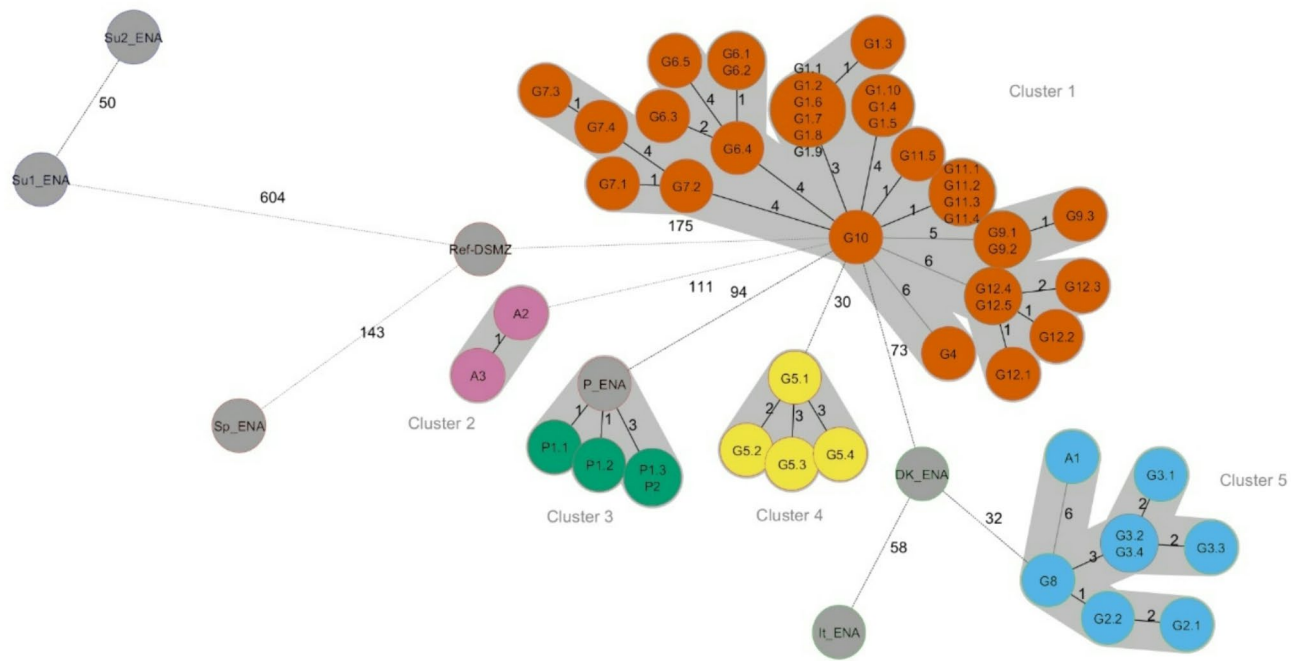 Su2_ENA
50
Su1_ENA
604
Ref-DSMZ
143
Sp_ENA
175
111
94
30
73
Cluster 1
G7.3
1
G7.4
4
G7.1
1
G7.2
4
G6.5
4
G6.1
G6.2
1
G6.3
2
G6.4
4
G1.1
G1.2
G1.6
G1.7
G1.8
G1.9
3
1
G1.3
G1.10
G1.4
G1.5
4
G11.5
1
G11.1
G11.2
G11.3
G11.4
1
G10
5
G9.1
G9.2
1
G9.3
6
G12.4
G12.5
2
G12.3
1
G12.2
1
G12.1
6
G4
A2
1
A3
Cluster 2
P_ENA
1
1
3
P1.1
P1.2
P1.3
P2
Cluster 3
G5.1
2
3
3
G5.2
G5.3
G5.4
Cluster 4
DK_ENA
58
It_ENA
32
Cluster 5
A1
6
G3.1
2
G3.2
G3.4
2
G3.3
3
G8
1
G2.2
2
G2.1